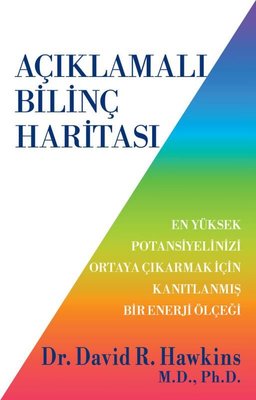 AÇIKLAMALI
BİLİNÇ
HARİTASI
EN YÜKSEK
POTANSİYELİNİZİ
ORTAYA ÇIKARMAK İÇİN
KANITLANMIŞ
BİR ENERJİ ÖLÇEĞİ
Dr. David R. Hawkins
M.D., Ph.D.